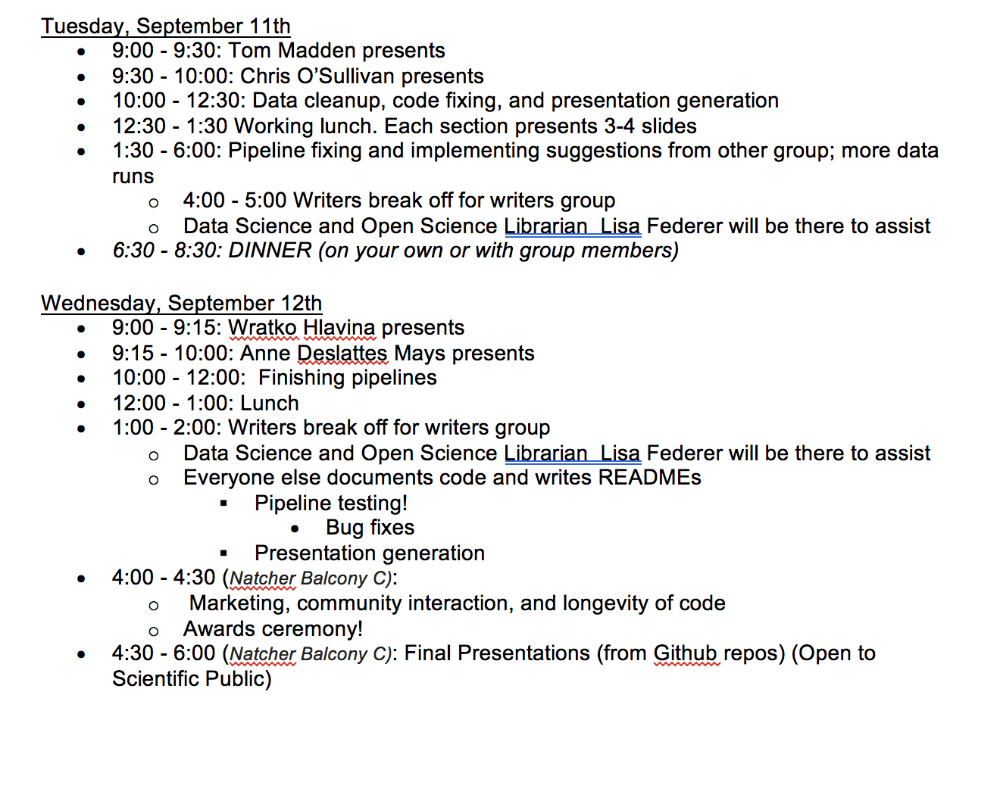 Tuesday, September 11th
• 9:00 - 9:30: Tom Madden presents
• 9:30 - 10:00: Chris O’Sullivan presents
• 10:00 - 12:30: Data cleanup, code fixing, and presentation generation
• 12:30 - 1:30 Working lunch. Each section presents 3-4 slides
• 1:30 - 6:00: Pipeline fixing and implementing suggestions from other group; more data
runs
o 4:00 - 5:00 Writers break off for writers group
o Data Science and Open Science Librarian  Lisa Federer will be there to assist
• 6:30 - 8:30: DINNER (on your own or with group members)
Wednesday, September 12th
• 9:00 - 9:15: Wratko Hlavina presents
• 9:15 - 10:00: Anne Deslattes Mays presents
• 10:00 - 12:00:  Finishing pipelines
• 12:00 - 1:00: Lunch
• 1:00 - 2:00: Writers break off for writers group
o Data Science and Open Science Librarian  Lisa Federer will be there to assist
o Everyone else documents code and writes READMEs
▪ Pipeline testing!
• Bug fixes
▪ Presentation generation
• 4:00 - 4:30 (Natcher Balcony C):
o Marketing, community interaction, and longevity of code
o Awards ceremony!
• 4:30 - 6:00 (Natcher Balcony C): Final Presentations (from Github repos) (Open to
Scientific Public)